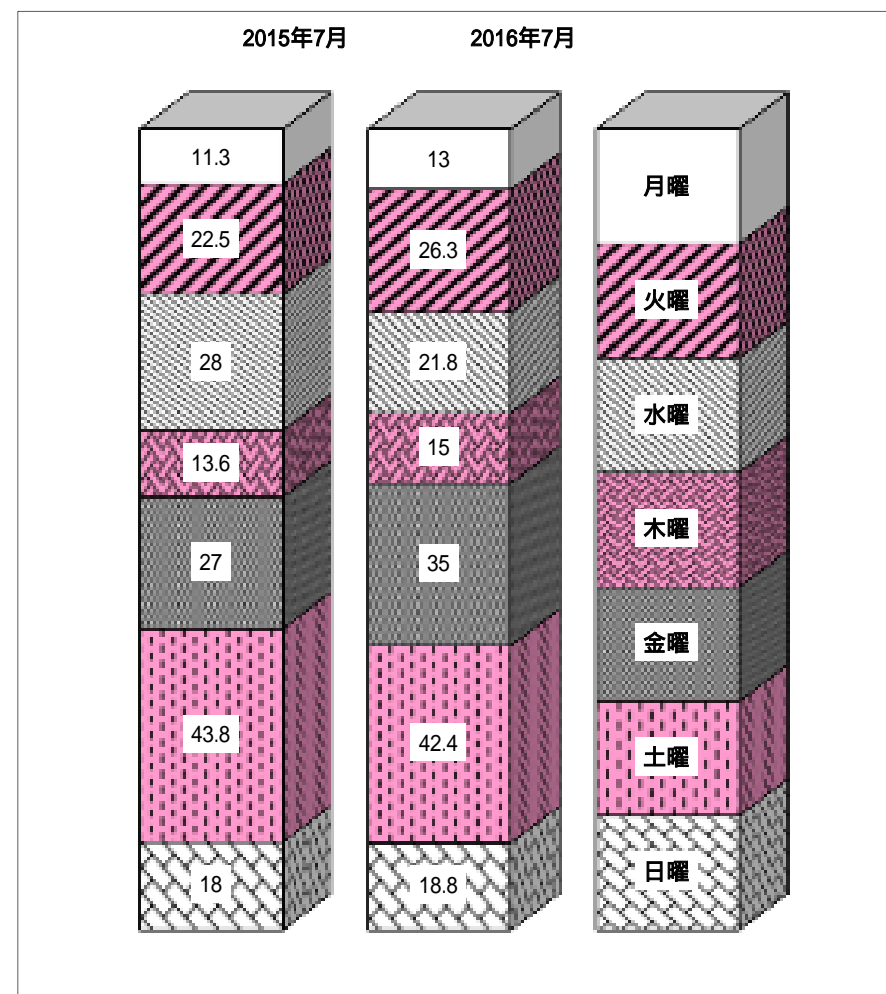 2015年7月 2016年7月
11.3 13 月曜
22.5 26.3 火曜
28 21.8 水曜
13.6 15 木曜
27 35 金曜
43.8 42.4 土曜
18 18.8 日曜